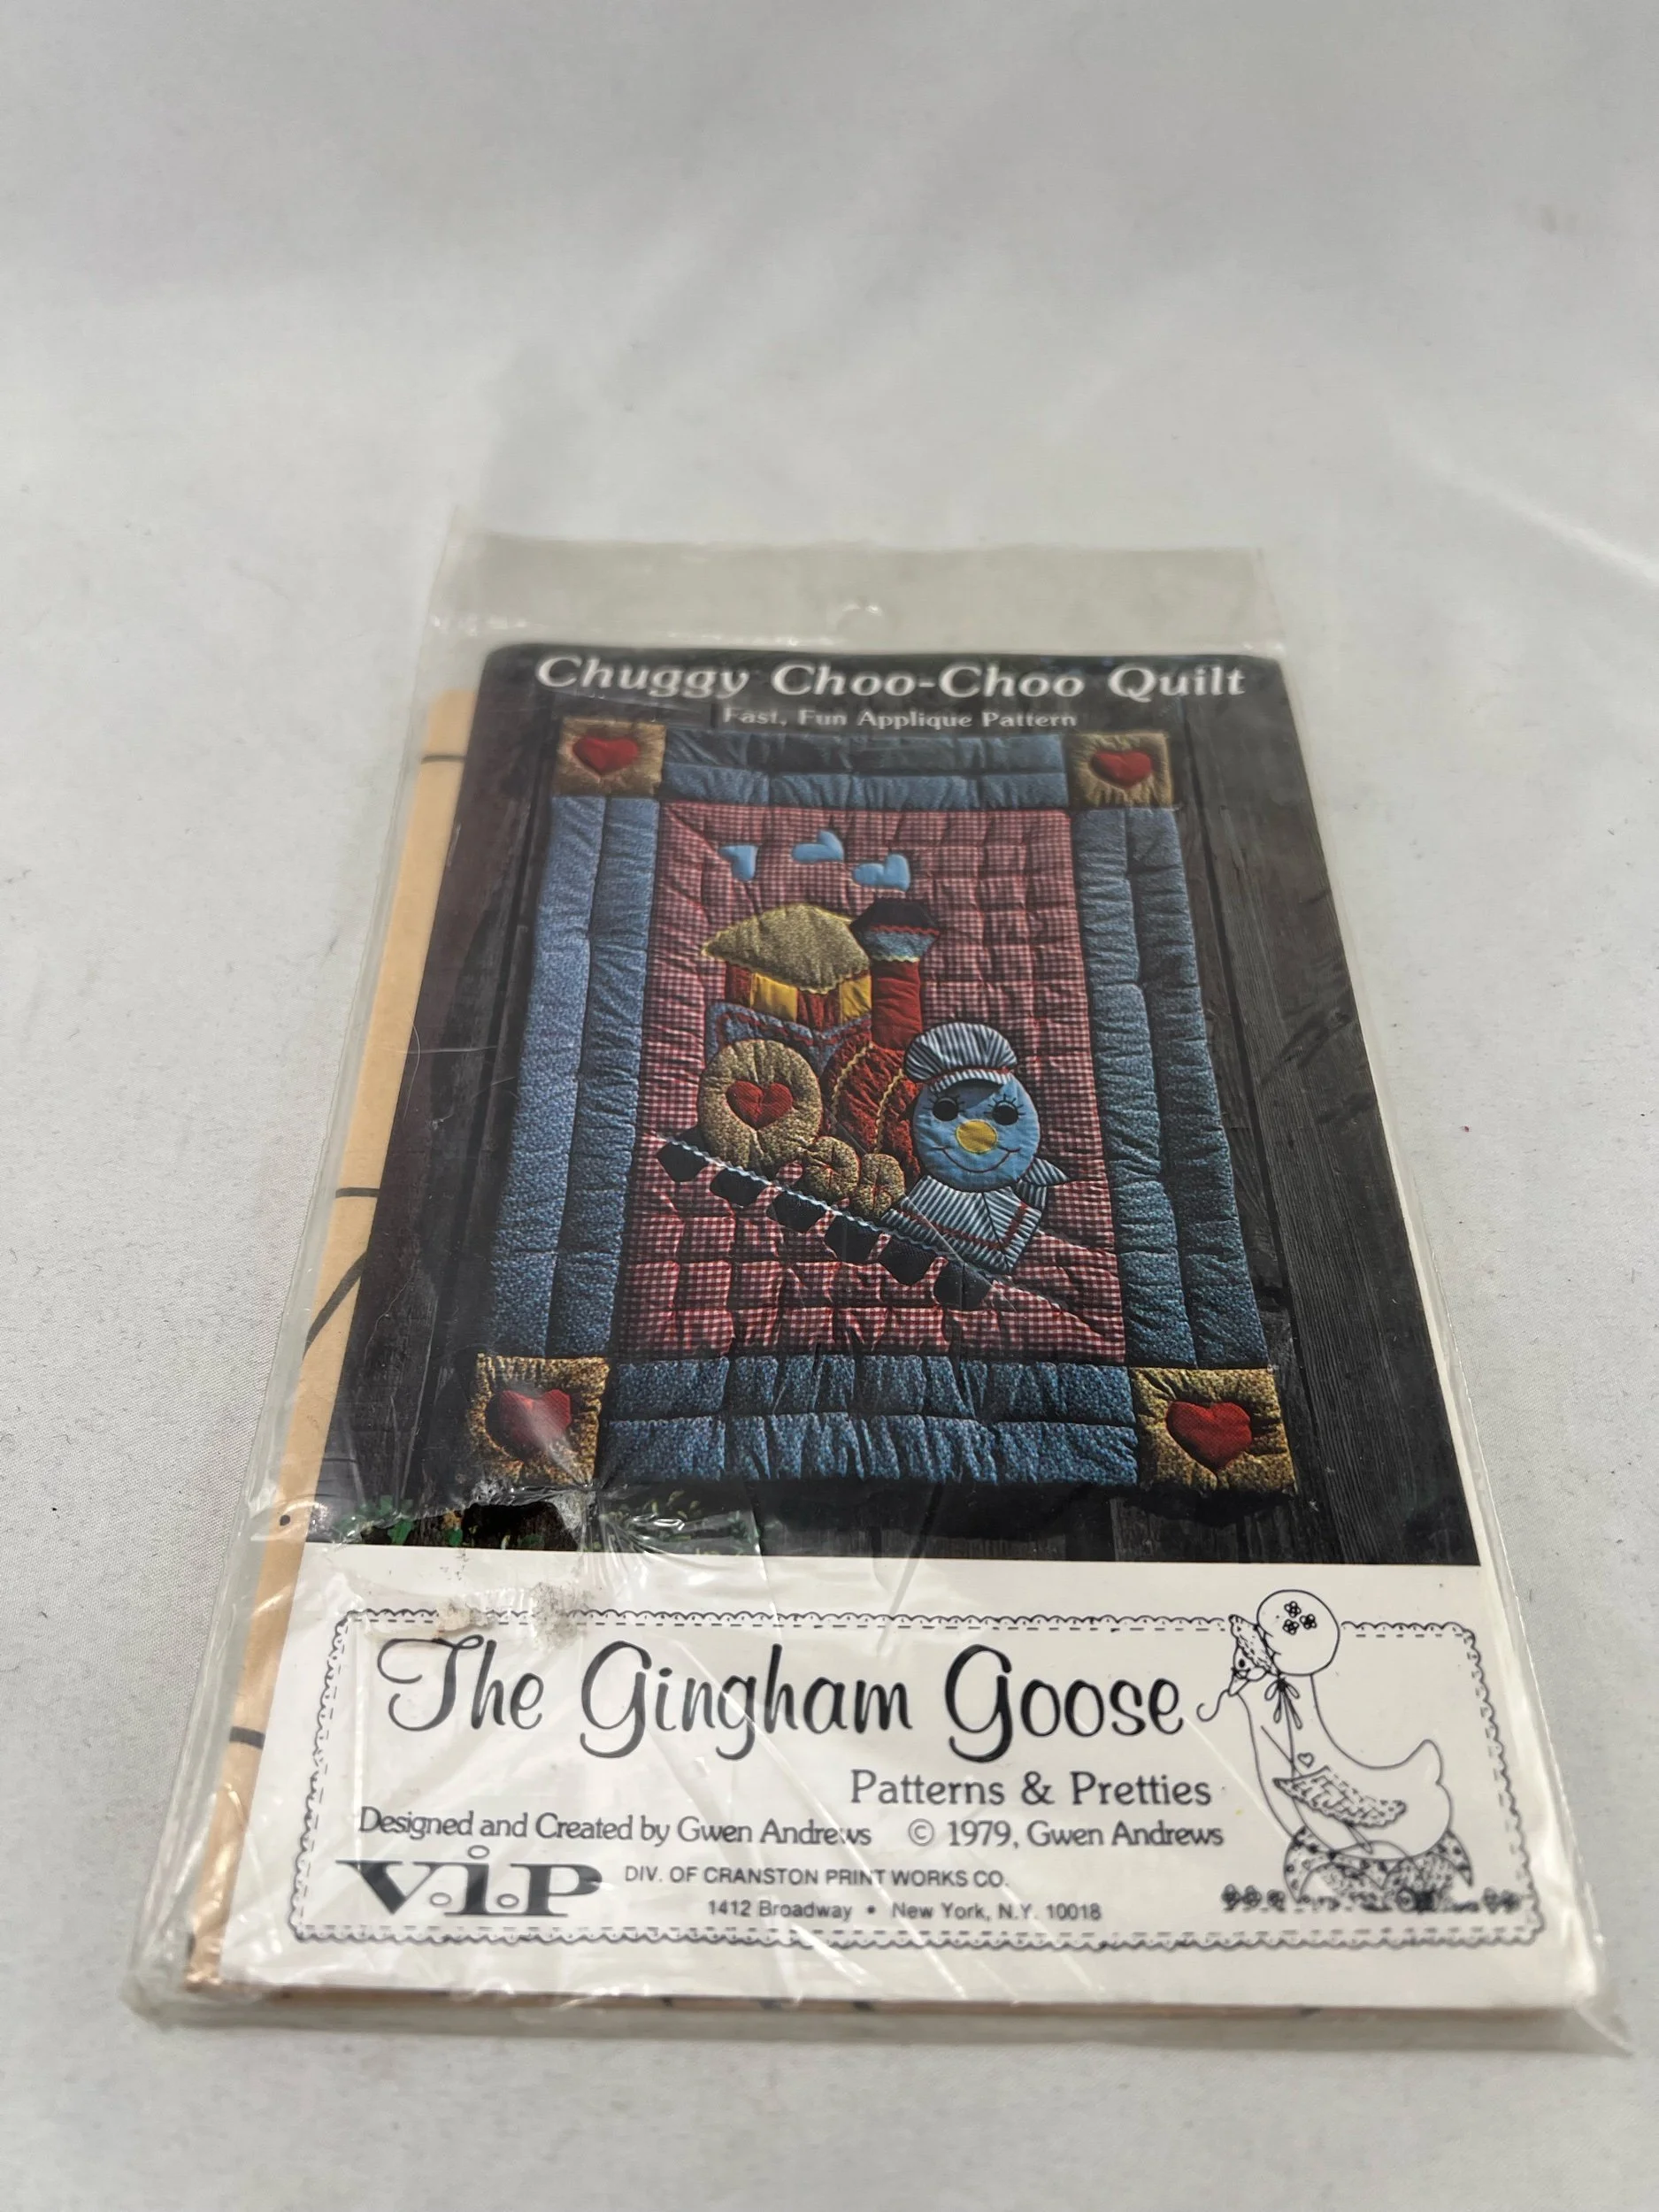 Chuggy Choo-Choo Quilt
Fast, Fun Applique Pattern
The Gingham Goose
Patterns & Pretties
Designed and Created by Gwen Andrews © 1979, Gwen Andrews
V.i.P DIV. OF CRANSTON PRINT WORKS CO.
1412 Broadway • New York, N.Y. 10018